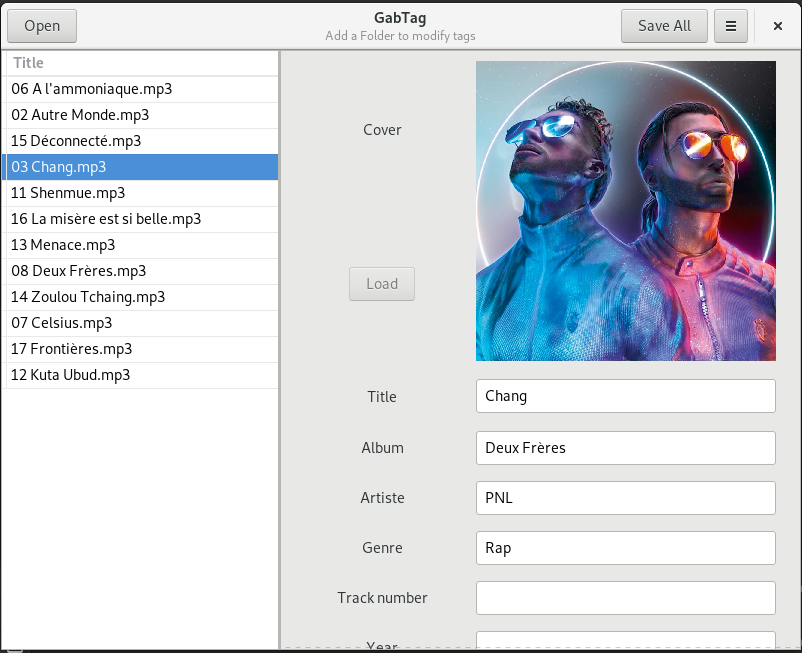 Open
GabTag
Add a Folder to modify tags
Save All
Title
06 A l'ammoniaque.mp3
02 Autre Monde.mp3
15 Déconnecté.mp3
03 Chang.mp3
11 Shenmue.mp3
16 La misère est si belle.mp3
13 Menace.mp3
08 Deux Frères.mp3
14 Zoulou Tchaing.mp3
07 Celsius.mp3
17 Frontières.mp3
12 Kuta Ubud.mp3
Cover
Load
Title
Chang
Album
Deux Frères
Artiste
PNL
Genre
Rap
Track number
Year